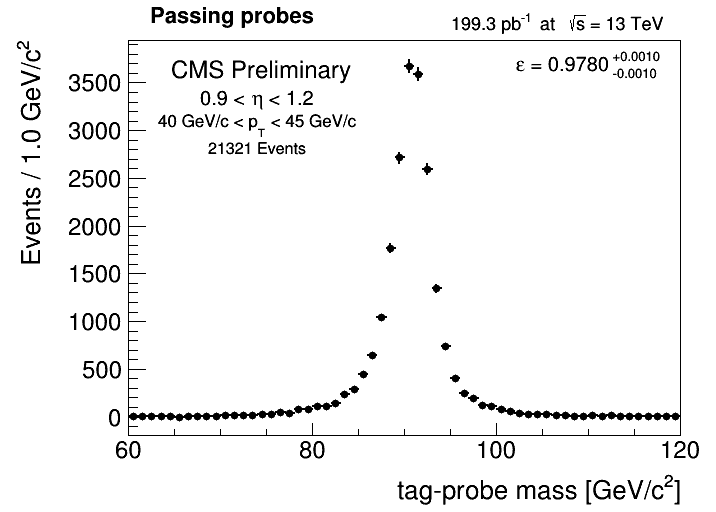 Passing probes
199.3 pb⁻¹ at √s = 13 TeV
CMS Preliminary
0.9 < η < 1.2
40 GeV/c < p_T < 45 GeV/c
21321 Events
ε = 0.9780 +0.0010 -0.0010
Events / 1.0 GeV/c²
3500
3000
2500
2000
1500
1000
500
0
60 80 100 120
tag-probe mass [GeV/c²]